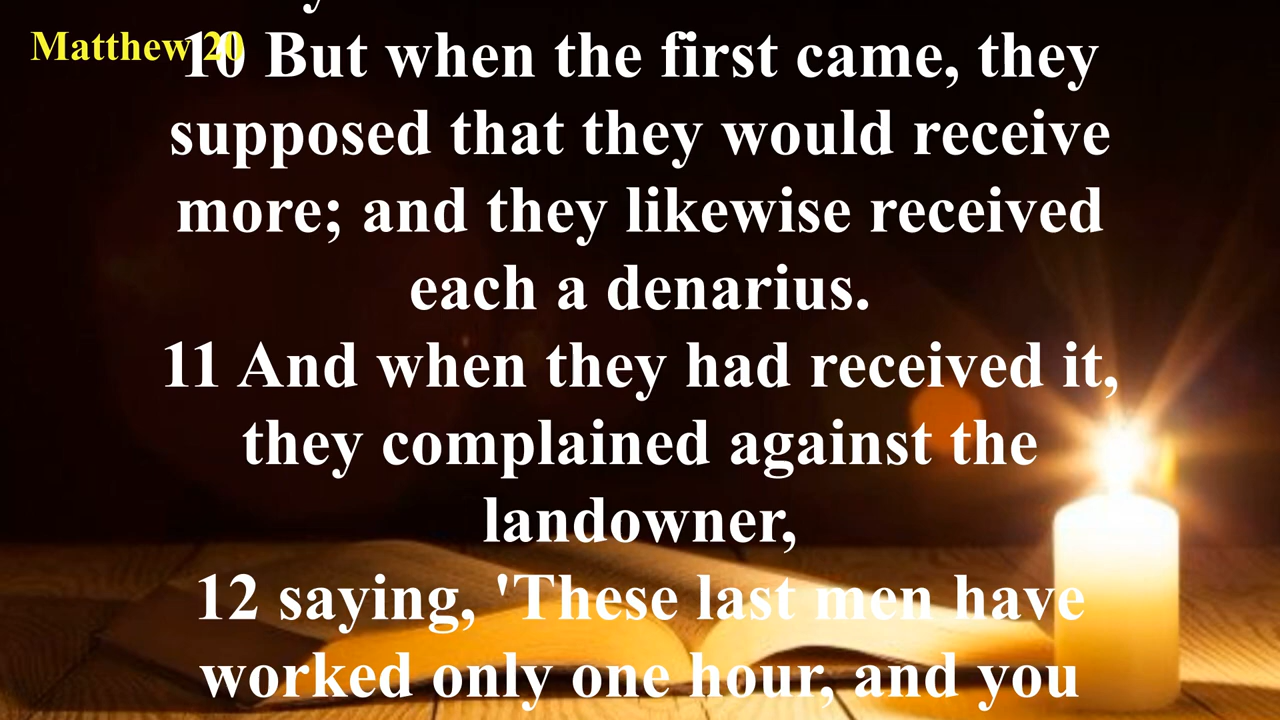 Matthew 20
10 But when the first came, they
supposed that they would receive
more; and they likewise received
each a denarius.
11 And when they had received it,
they complained against the
landowner,
12 saying, 'These last men have
worked only one hour, and you